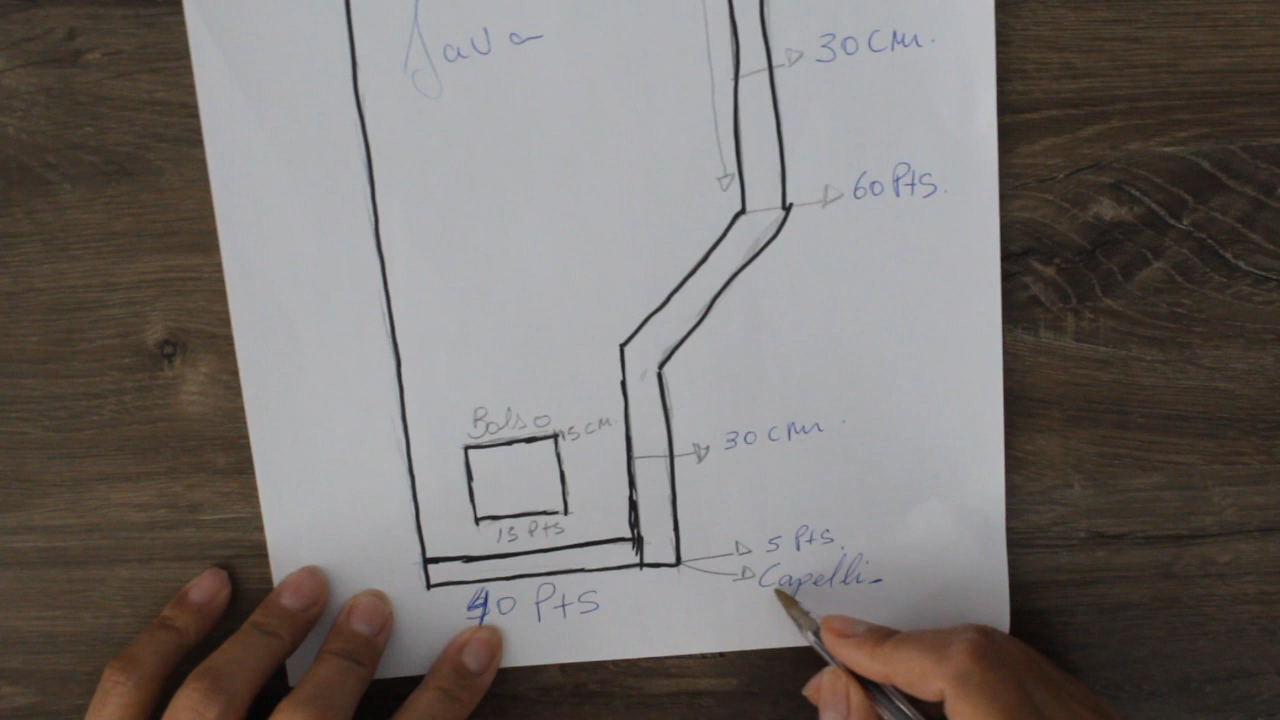 Java
30 cm.
60 Pts.
Bolso
15 cm.
30 cm.
15 Pts
5 Pts.
Capelli
40 Pts